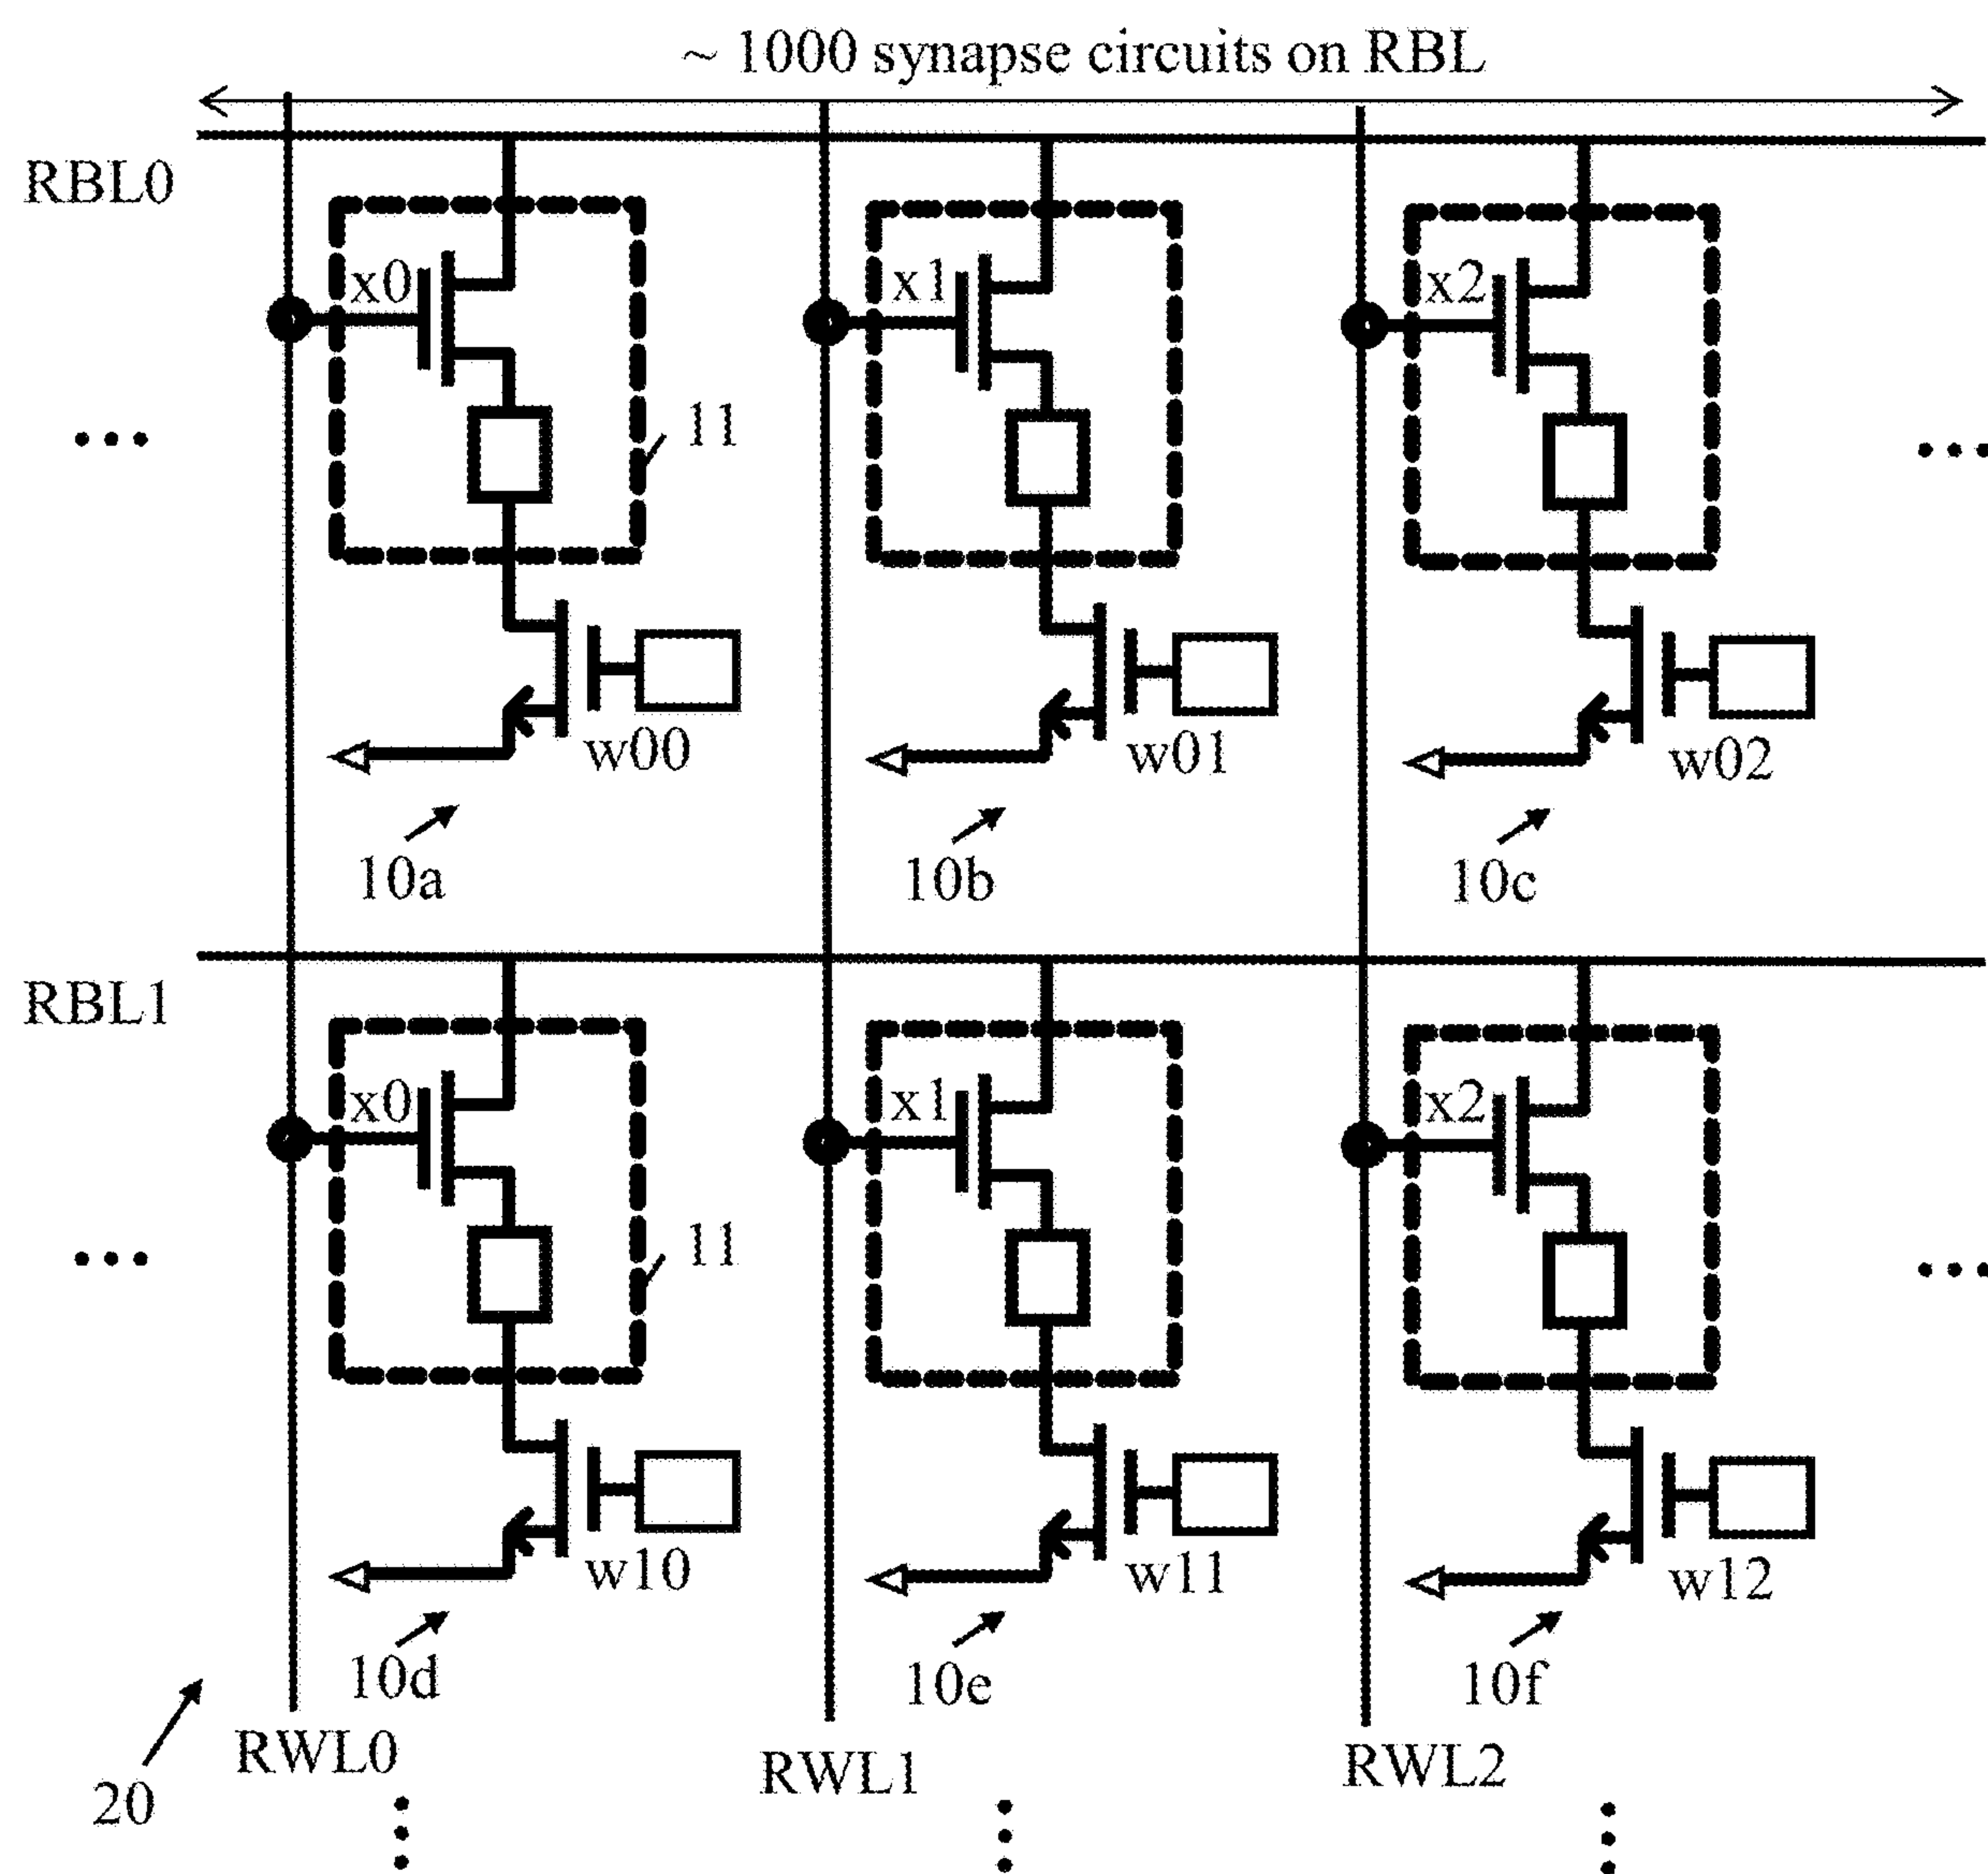 ~ 1000 synapse circuits on RBL
RBL0
x0
x1
x2
11
w00
w01
w02
10a
10b
10c
RBL1
x0
x1
x2
11
w10
w11
w12
10d
10e
10f
20
RWL0
RWL1
RWL2